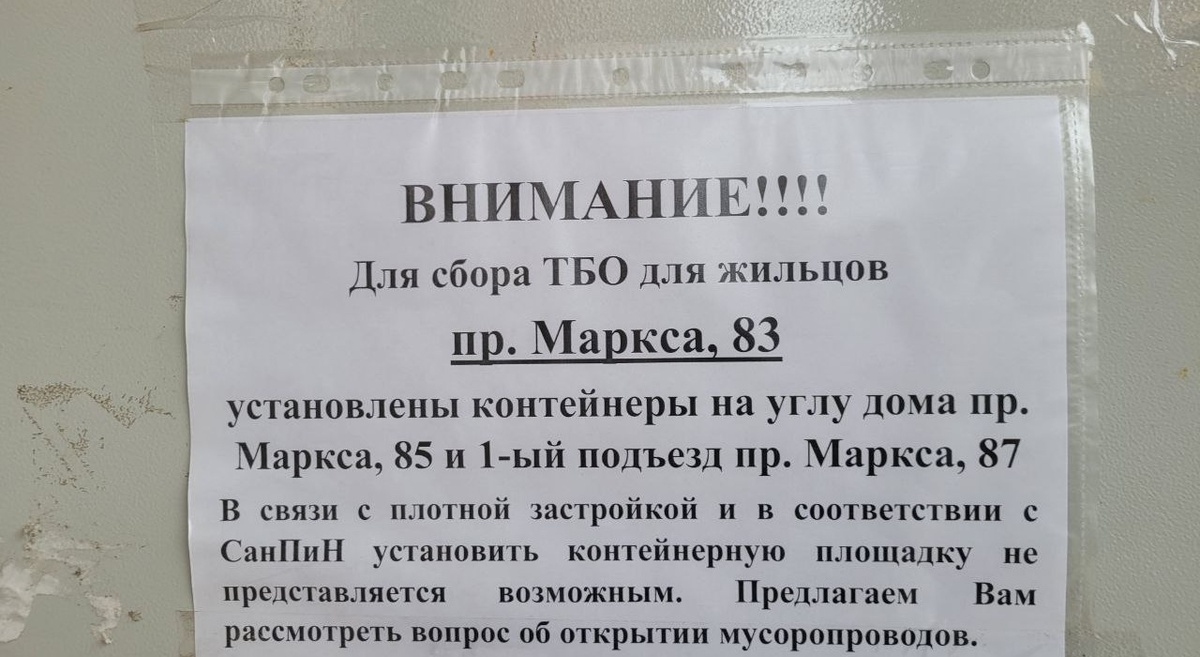 ВНИМАНИЕ!!!!
Для сбора ТБО для жильцов
пр. Маркса, 83
установлены контейнеры на углу дома пр.
Маркса, 85 и 1-ый подъезд пр. Маркса, 87
В связи с плотной застройкой и в соответствии с
СанПиН установить контейнерную площадку не
представляется возможным. Предлагаем Вам
рассмотреть вопрос об открытии мусоропроводов.